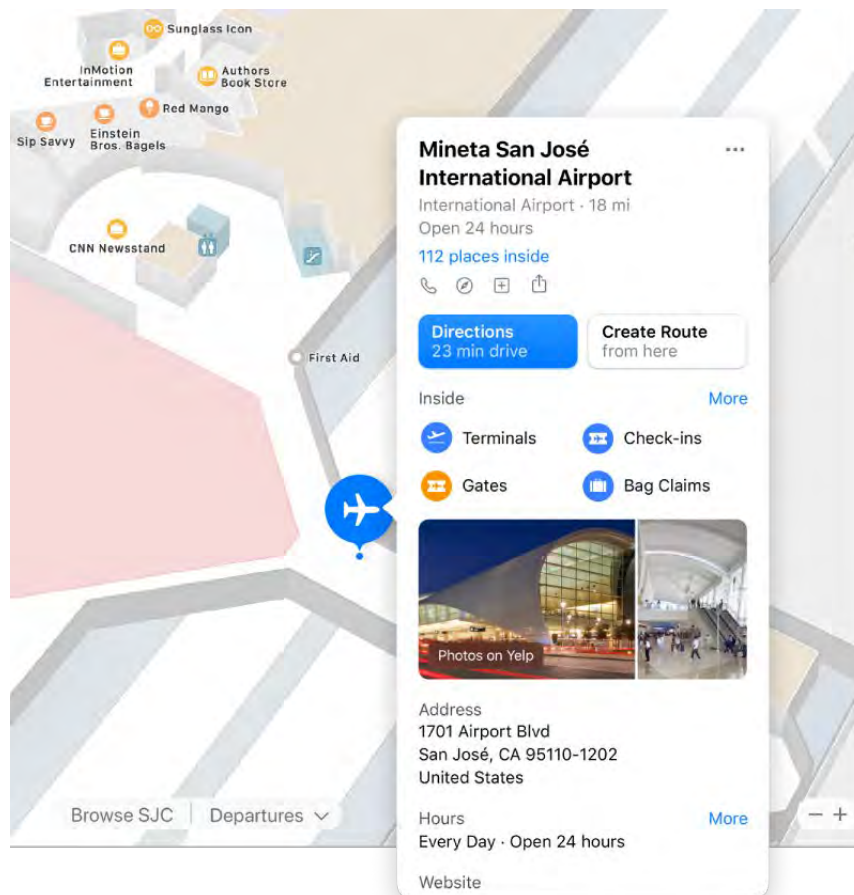 Sunglass Icon
InMotion
Entertainment
Authors
Book Store
Red Mango
Sip Savvy
Einstein
Bros. Bagels
CNN Newsstand
First Aid
Mineta San José
International Airport
International Airport · 18 mi
Open 24 hours
112 places inside
Directions
23 min drive
Create Route
from here
Inside
More
Terminals
Check-ins
Gates
Bag Claims
Photos on Yelp
Address
1701 Airport Blvd
San José, CA 95110-1202
United States
Hours
More
Every Day · Open 24 hours
Website
Browse SJC
Departures